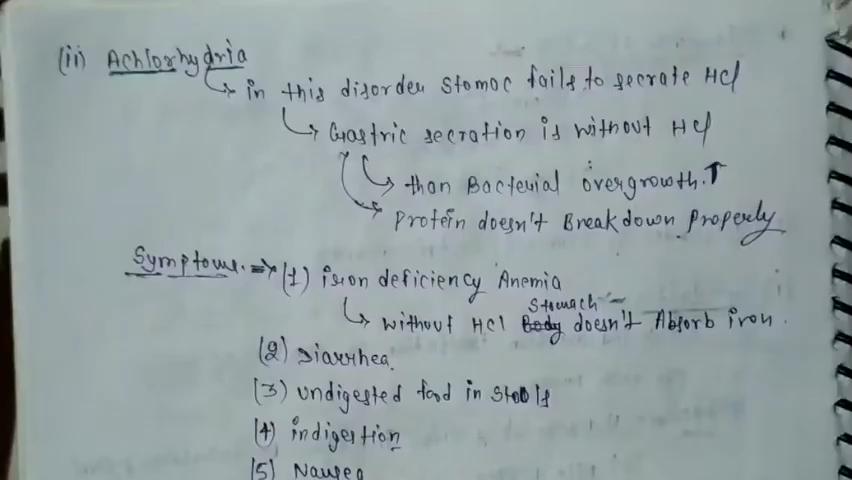 (ii) Achlorhydria
↳ in this disorder Stomac fails to secrate HCl
↳ Gastric secration is without HCl
↳ than Bacterial overgrowth.↑
→ Protein doesn't Breakdown Properly
Symptoms. ⇒ (1) iron deficiency Anemia
Stomach
↳ without HCl Body doesn't Absorb iron.
(2) Diarrhea.
(3) undigested food in stools
(4) indigestion
(5) Nausea